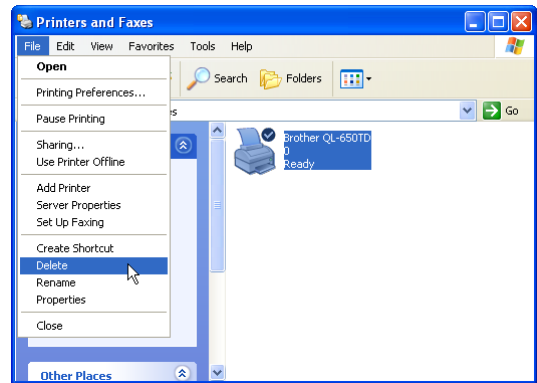 Printers and Faxes
File Edit View Favorites Tools Help
Open
Printing Preferences...
Pause Printing
Sharing...
Use Printer Offline
Add Printer
Server Properties
Set Up Faxing
Create Shortcut
Delete
Rename
Properties
Close
Search Folders
Go
Brother QL-650TD
0
Ready
Other Places